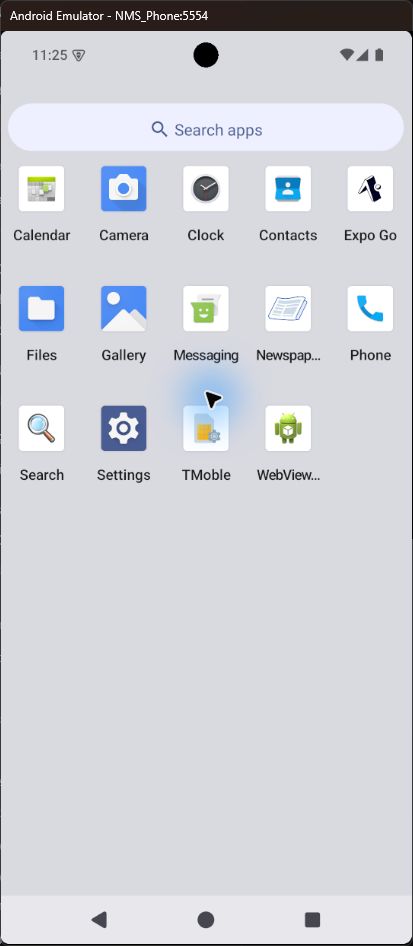 Android Emulator - NMS_Phone:5554
11:25
Search apps
Calendar Camera Clock Contacts Expo Go
Files Gallery Messaging Newspap... Phone
Search Settings TMoble WebView...